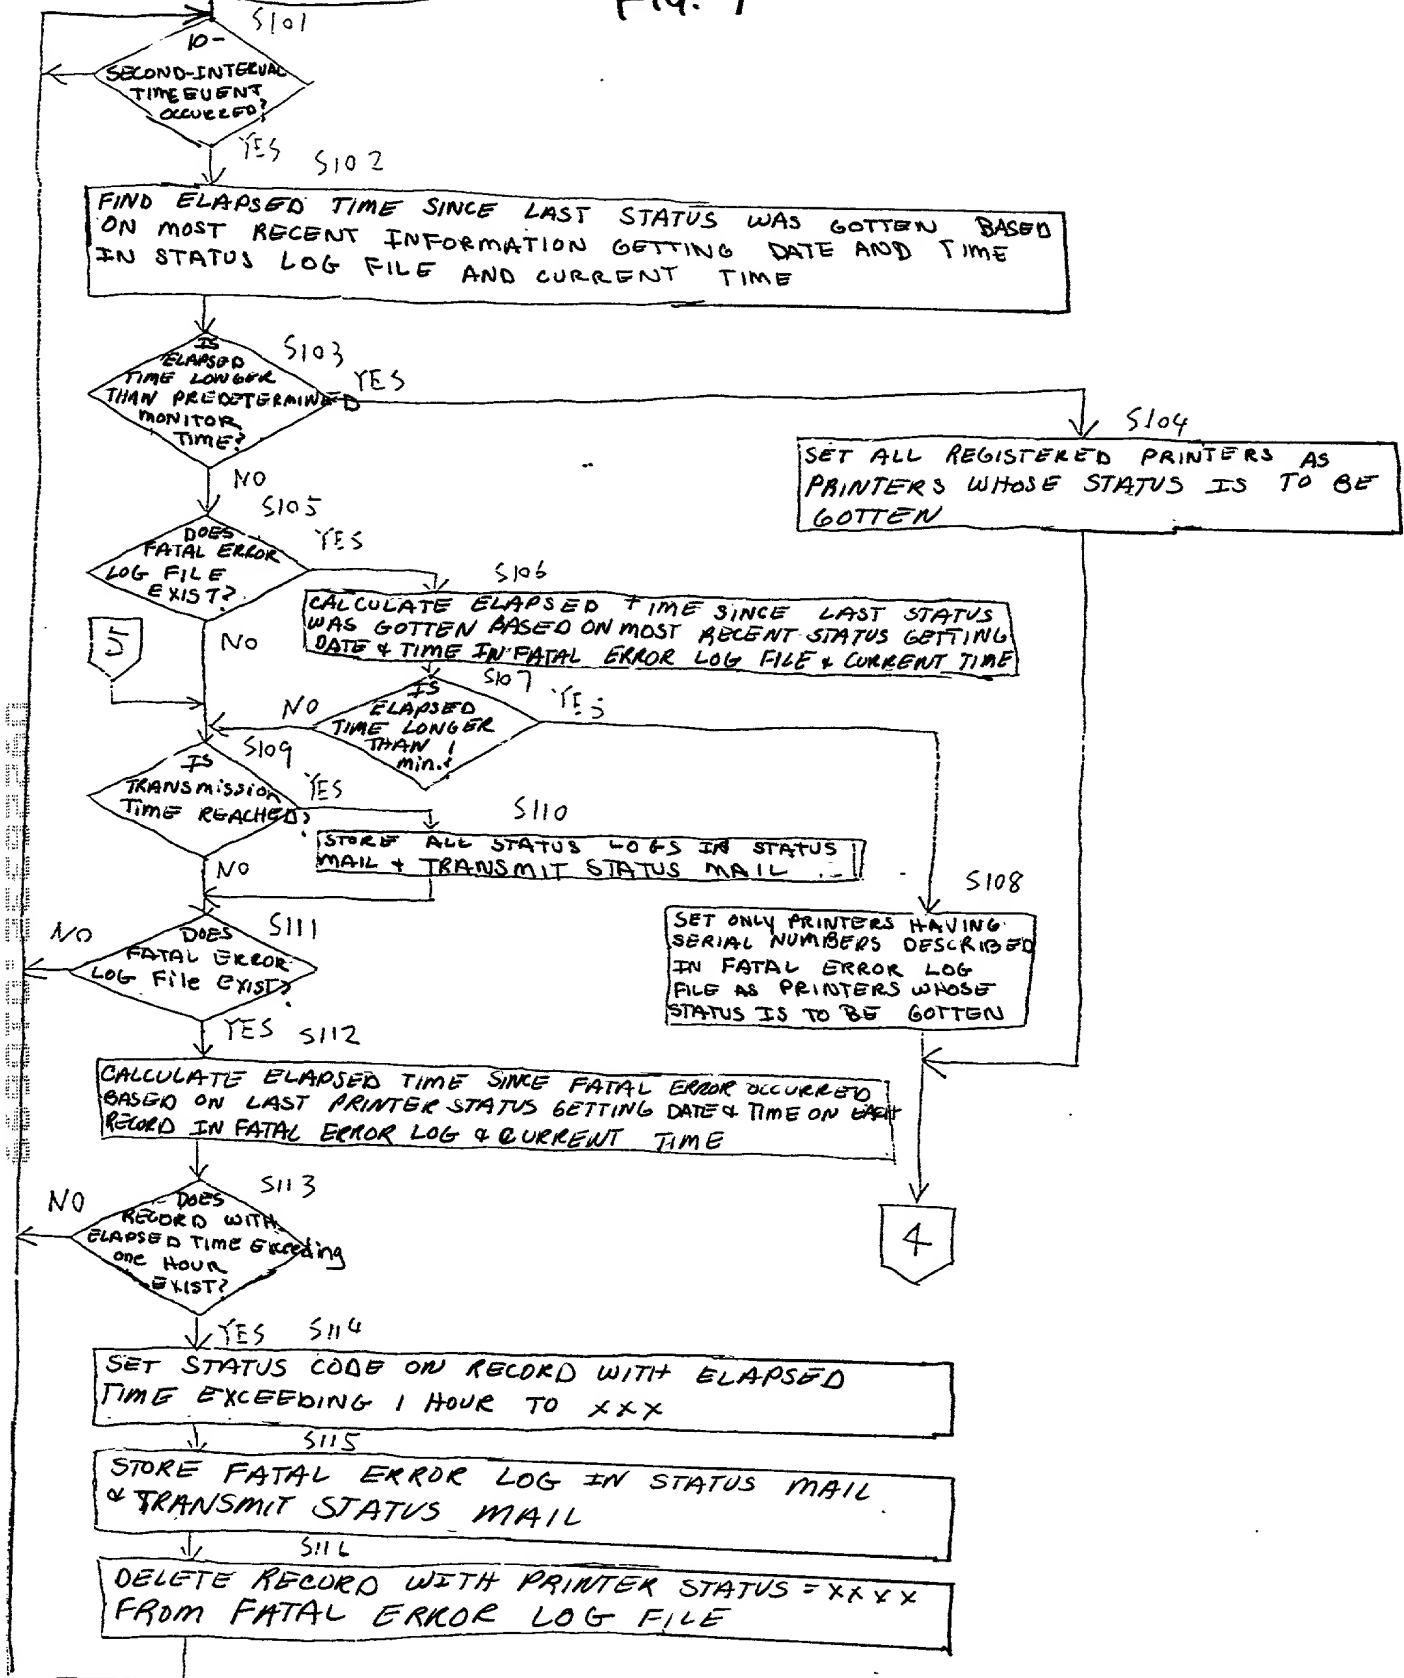 FIG. 7
S101
10-
SECOND-INTERVAL
TIME EVENT
OCCURRED?
YES
S102
FIND ELAPSED TIME SINCE LAST STATUS WAS GOTTEN BASED
ON MOST RECENT INFORMATION GETTING DATE AND TIME
IN STATUS LOG FILE AND CURRENT TIME
IS
ELAPSED
TIME LONGER
THAN PREDETERMINED
MONITOR
TIME?
S103
YES
NO
S104
SET ALL REGISTERED PRINTERS AS
PRINTERS WHOSE STATUS IS TO BE
GOTTEN
S105
DOES
FATAL ERROR
LOG FILE
EXIST?
YES
NO
5
S106
CALCULATE ELAPSED TIME SINCE LAST STATUS
WAS GOTTEN BASED ON MOST RECENT STATUS GETTING
DATE & TIME IN FATAL ERROR LOG FILE & CURRENT TIME
S107
IS
ELAPSED
TIME LONGER
THAN 1
min.?
NO
YES
S109
IS
TRANSMISSION
TIME REACHED?
YES
NO
S110
STORE ALL STATUS LOGS IN STATUS
MAIL & TRANSMIT STATUS MAIL
S108
SET ONLY PRINTERS HAVING
SERIAL NUMBERS DESCRIBED
IN FATAL ERROR LOG
FILE AS PRINTERS WHOSE
STATUS IS TO BE GOTTEN
S111
DOES
FATAL ERROR
LOG File EXIST?
NO
YES
S112
CALCULATE ELAPSED TIME SINCE FATAL ERROR OCCURRED
BASED ON LAST PRINTER STATUS GETTING DATE & TIME ON EACH
RECORD IN FATAL ERROR LOG & CURRENT TIME
4
S113
DOES
RECORD WITH
ELAPSED TIME Exceeding
one HOUR
EXIST?
NO
YES
S114
SET STATUS CODE ON RECORD WITH ELAPSED
TIME EXCEEDING 1 HOUR TO XXX
S115
STORE FATAL ERROR LOG IN STATUS MAIL
& TRANSMIT STATUS MAIL
S116
DELETE RECORD WITH PRINTER STATUS = XXXX
FROM FATAL ERROR LOG FILE